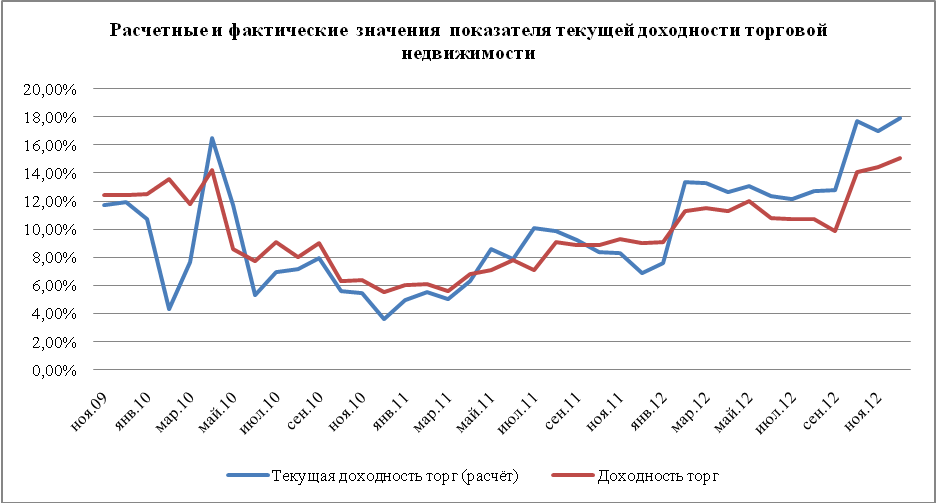 Расчетные и фактические значения показателя текущей доходности торговой
недвижимости
20,00%
18,00%
16,00%
14,00%
12,00%
10,00%
8,00%
6,00%
4,00%
2,00%
0,00%
ноя.09
янв.10
мар.10
май.10
июл.10
сен.10
ноя.10
янв.11
мар.11
май.11
июл.11
сен.11
ноя.11
янв.12
мар.12
май.12
июл.12
сен.12
ноя.12
Текущая доходность торг (расчёт)
Доходность торг